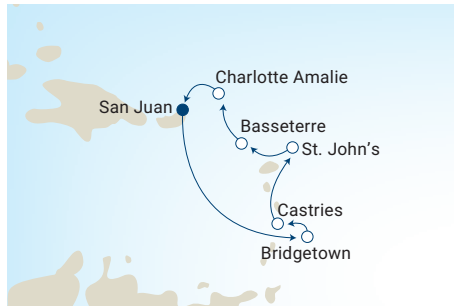 Charlotte Amalie
San Juan
Basseterre
St. John's
Castries
Bridgetown